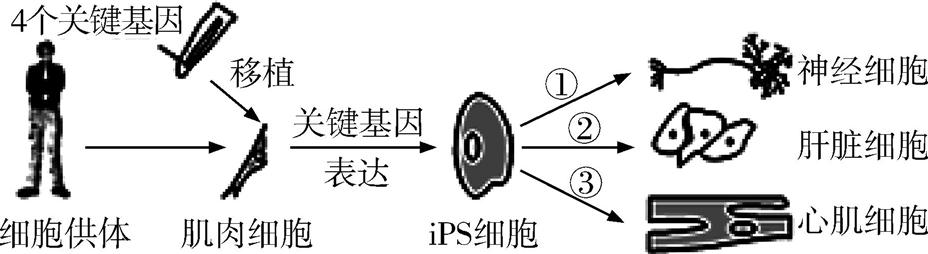 4个关键基因
移植
关键基因
表达
①
②
③
神经细胞
肝脏细胞
心肌细胞
细胞供体
肌肉细胞
iPS细胞